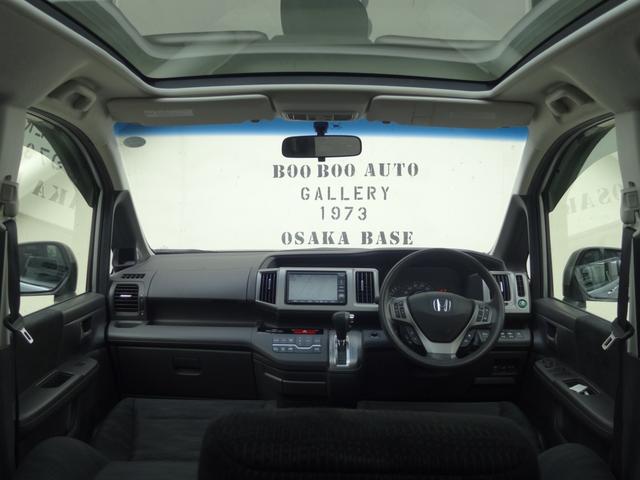 BOO BOO AUTO
GALLERY
1973
OSAKA BASE